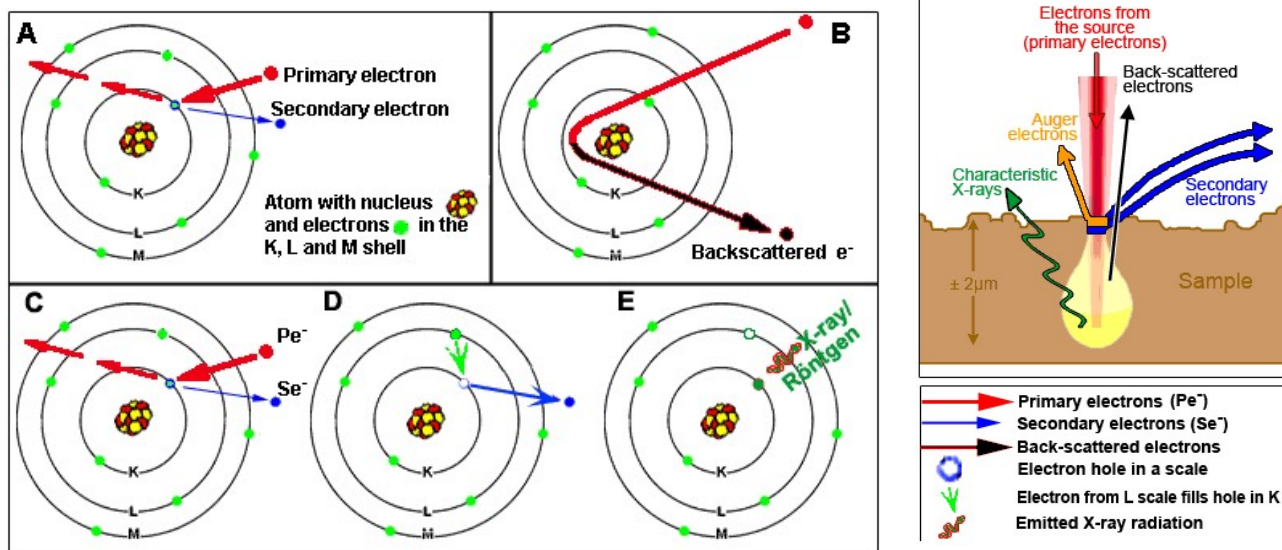 A
Primary electron
Secondary electron
K
L
M
Atom with nucleus
and electrons in the
K, L and M shell
B
K
L
M
Backscattered e⁻
C
Pe⁻
Se⁻
K
L
M
D
K
L
M
E
X-ray/
Röntgen
K
L
M
Electrons from
the source
(primary electrons)
Back-scattered
electrons
Auger
electrons
Characteristic
X-rays
Secondary
electrons
± 2µm
Sample
Primary electrons (Pe⁻)
Secondary electrons (Se⁻)
Back-scattered electrons
Electron hole in a scale
Electron from L scale fills hole in K
Emitted X-ray radiation